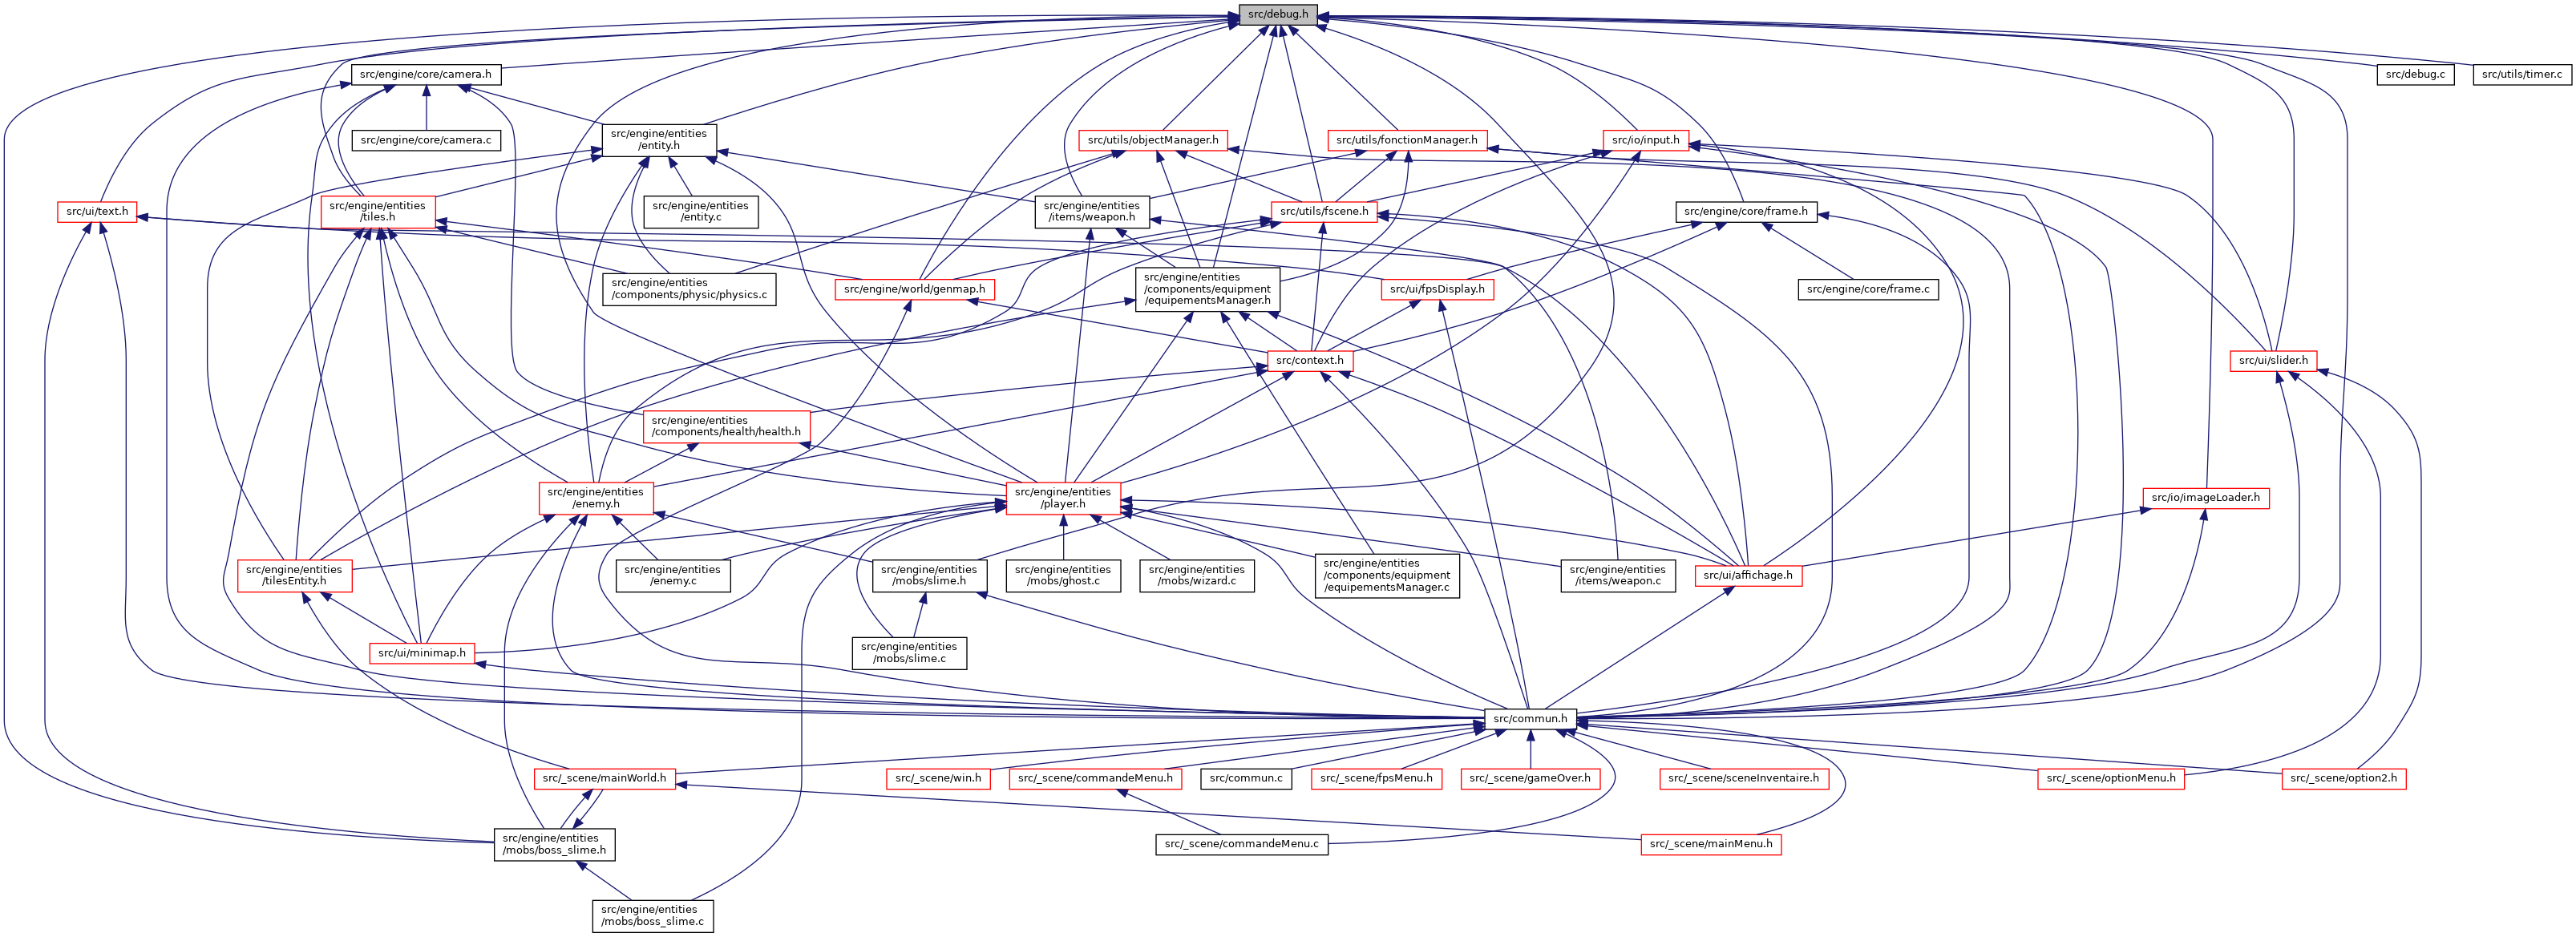 src/debug.h
src/engine/core/camera.h
src/debug.c
src/utils/timer.c
src/engine/core/camera.c
src/engine/entities
/entity.h
src/utils/objectManager.h
src/utils/fonctionManager.h
src/io/input.h
src/ui/text.h
src/engine/entities
/tiles.h
src/engine/entities
/entity.c
src/engine/entities
/items/weapon.h
src/utils/fscene.h
src/engine/core/frame.h
src/engine/entities
/components/physic/physics.c
src/engine/world/genmap.h
src/engine/entities
/components/equipment
/equipementsManager.h
src/ui/fpsDisplay.h
src/engine/core/frame.c
src/context.h
src/ui/slider.h
src/engine/entities
/components/health/health.h
src/engine/entities
/enemy.h
src/engine/entities
/player.h
src/io/imageLoader.h
src/engine/entities
/tilesEntity.h
src/engine/entities
/enemy.c
src/engine/entities
/mobs/slime.h
src/engine/entities
/mobs/ghost.c
src/engine/entities
/mobs/wizard.c
src/engine/entities
/components/equipment
/equipementsManager.c
src/engine/entities
/items/weapon.c
src/ui/affichage.h
src/ui/minimap.h
src/engine/entities
/mobs/slime.c
src/commun.h
src/_scene/mainWorld.h
src/_scene/win.h
src/_scene/commandeMenu.h
src/commun.c
src/_scene/fpsMenu.h
src/_scene/gameOver.h
src/_scene/sceneInventaire.h
src/_scene/optionMenu.h
src/_scene/option2.h
src/engine/entities
/mobs/boss_slime.h
src/_scene/commandeMenu.c
src/_scene/mainMenu.h
src/engine/entities
/mobs/boss_slime.c